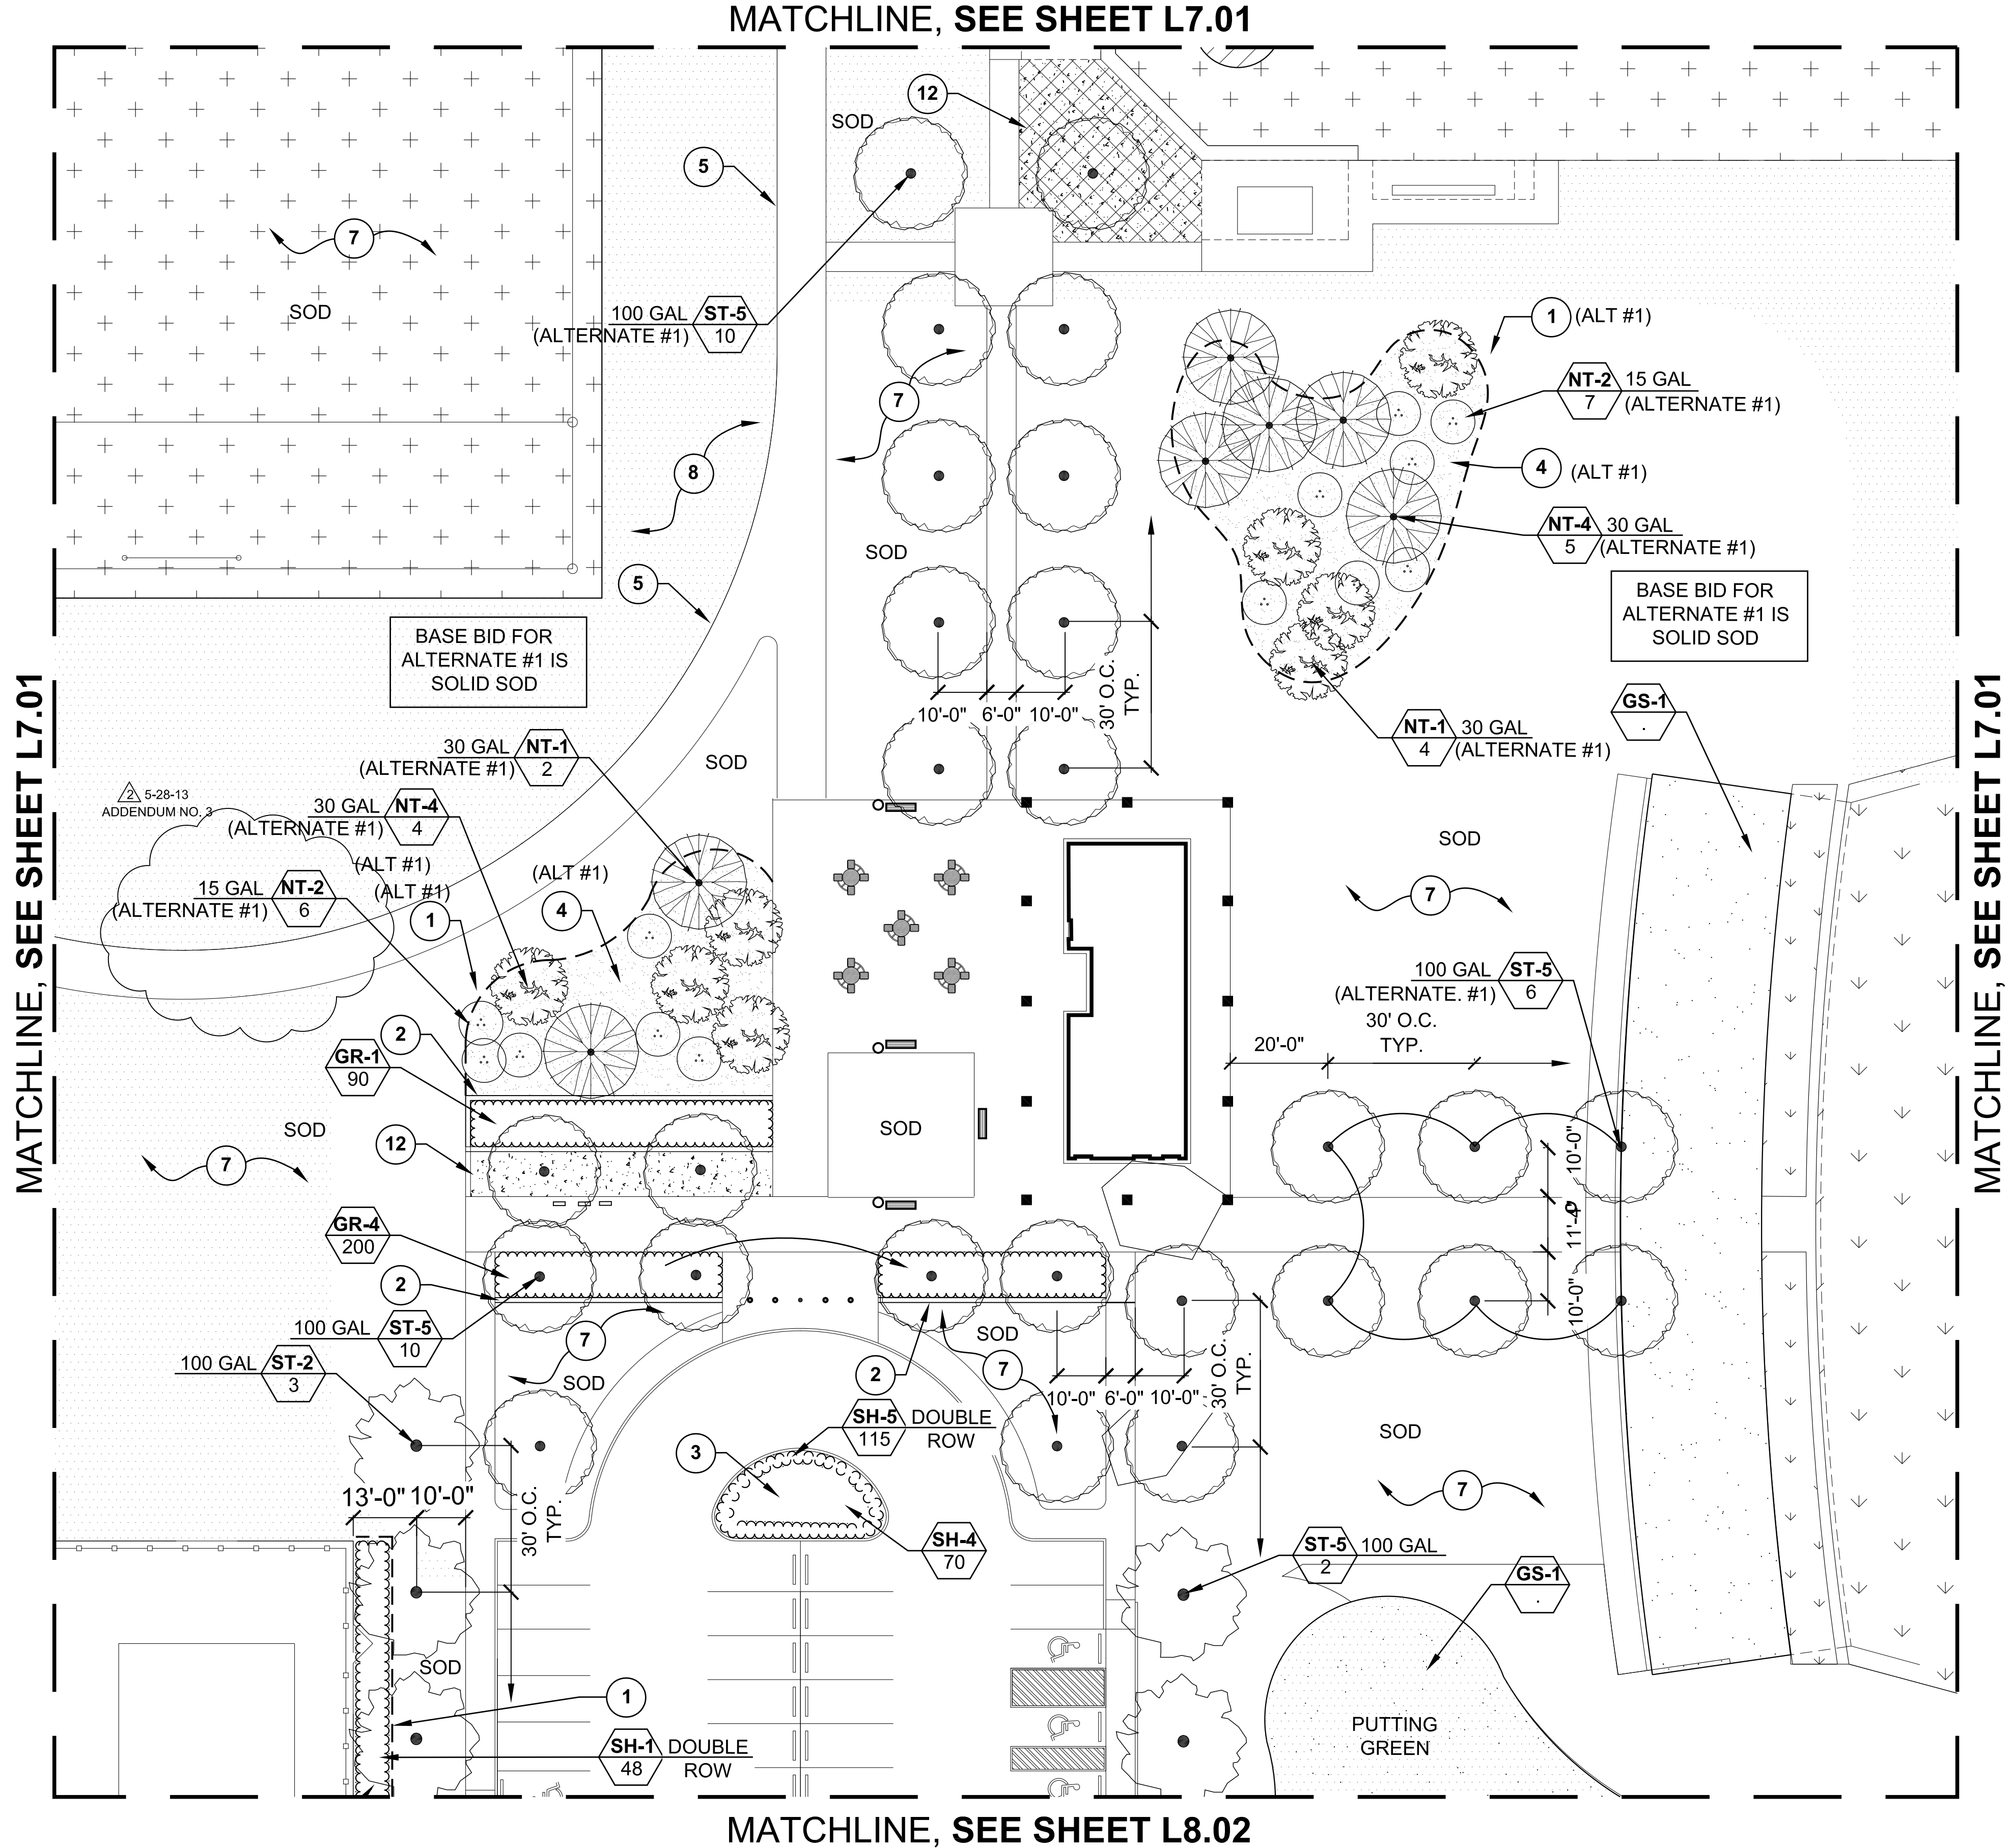 MATCHLINE, SEE SHEET L7.01
12
SOD
5
7
SOD
100 GAL ST-5
(ALTERNATE #1) 10
1 (ALT #1)
NT-2 15 GAL
7 (ALTERNATE #1)
7
8
4 (ALT #1)
NT-4 30 GAL
5 (ALTERNATE #1)
SOD
5
BASE BID FOR
ALTERNATE #1 IS
SOLID SOD
BASE BID FOR
ALTERNATE #1 IS
SOLID SOD
10'-0" 6'-0" 10'-0"
30' O.C.
TYP.
GS-1
.
NT-1 30 GAL
4 (ALTERNATE #1)
MATCHLINE, SEE SHEET L7.01
MATCHLINE, SEE SHEET L7.01
30 GAL NT-1
(ALTERNATE #1) 2
SOD
2 5-28-13
ADDENDUM NO. 3
30 GAL NT-4
(ALTERNATE #1) 4
(ALT #1)
(ALT #1)
(ALT #1)
15 GAL NT-2
(ALTERNATE #1) 6
1
4
SOD
7
100 GAL ST-5
(ALTERNATE. #1) 6
30' O.C.
TYP.
20'-0"
2
GR-1
90
SOD
12
7
SOD
10'-0"
11'-4"
10'-0"
GR-4
200
2
100 GAL ST-5
10
7
SOD
7
2
SOD
100 GAL ST-2
3
10'-0" 6'-0" 10'-0"
30' O.C.
TYP.
SH-5 DOUBLE
115 ROW
3
SOD
7
13'-0" 10'-0"
30' O.C.
TYP.
SH-4
70
ST-5 100 GAL
2
GS-1
.
SOD
1
SH-1 DOUBLE
48 ROW
PUTTING
GREEN
MATCHLINE, SEE SHEET L8.02